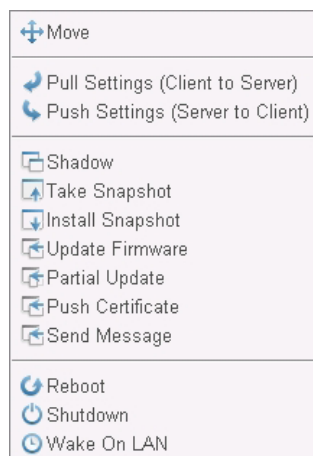 Move
Pull Settings (Client to Server)
Push Settings (Server to Client)
Shadow
Take Snapshot
Install Snapshot
Update Firmware
Partial Update
Push Certificate
Send Message
Reboot
Shutdown
Wake On LAN